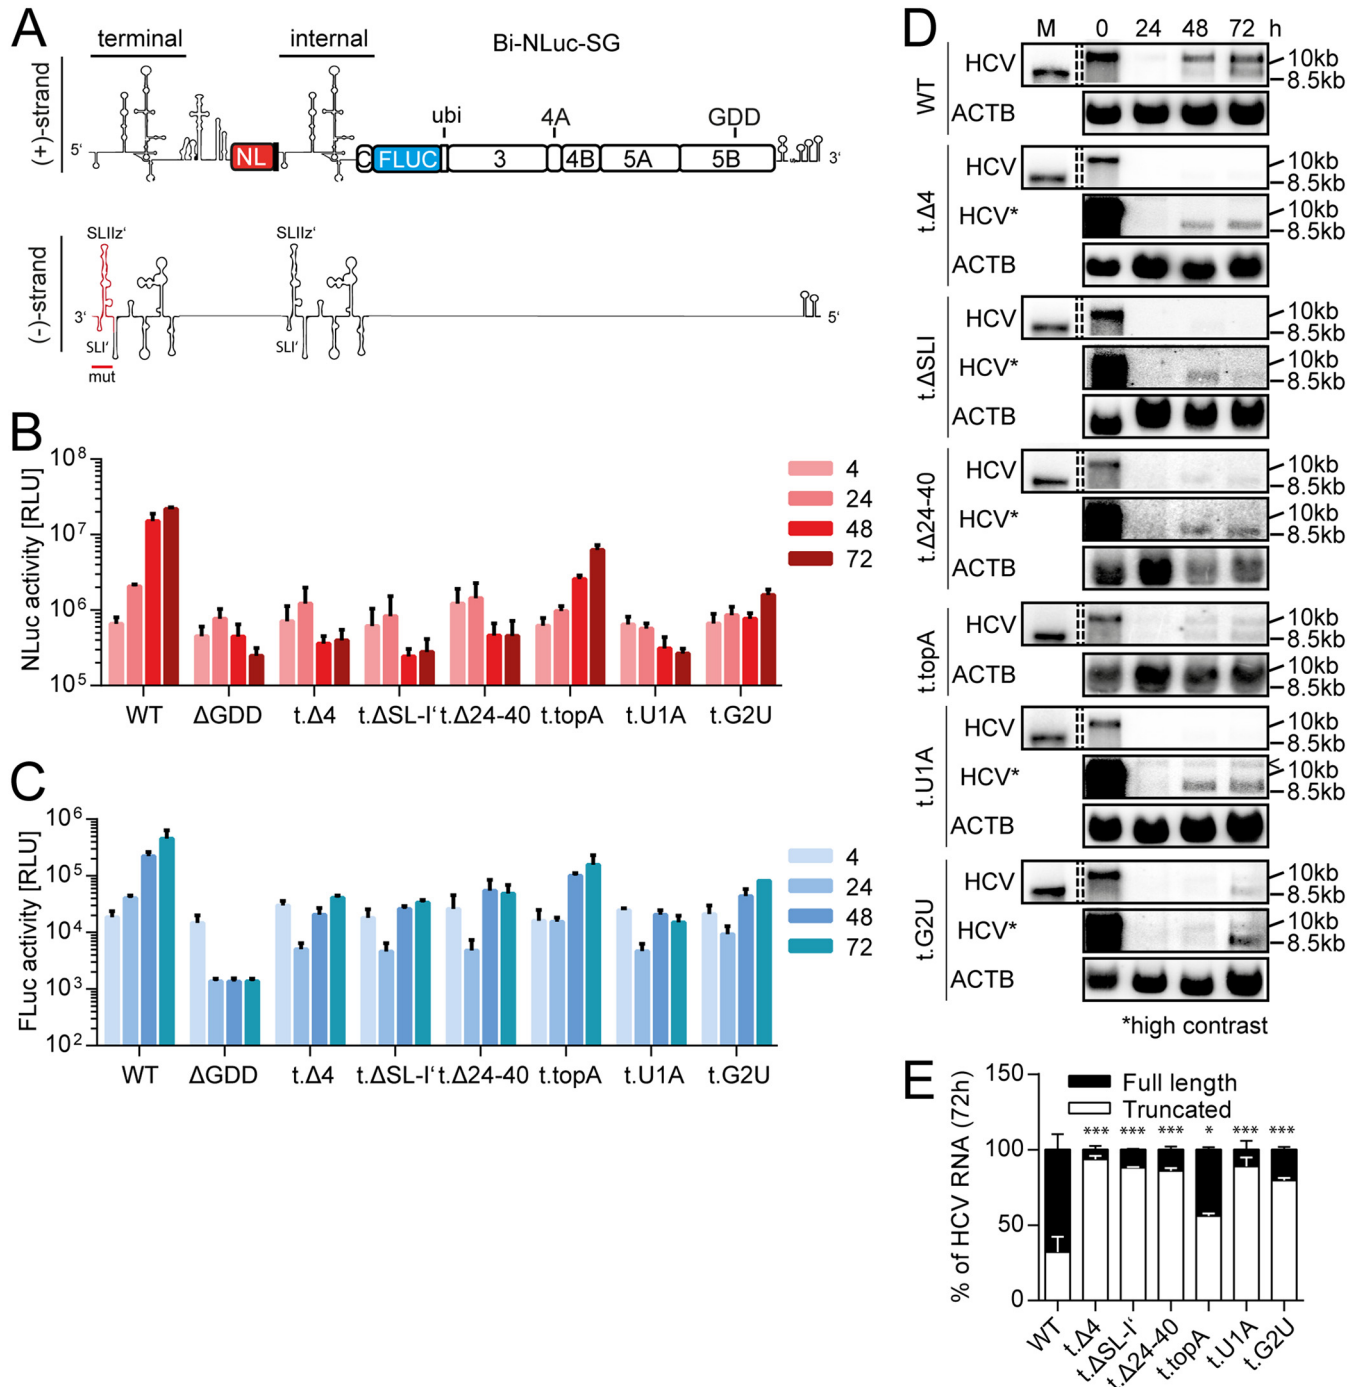 A
terminal
internal
Bi-NLuc-SG
(+)-strand
5‘
NL
C
FLUC
ubi
3
4A
4B
5A
GDD
5B
3‘
(-)-strand
SLIIz‘
SLIIz‘
3‘
5‘
SLI‘
SLI‘
mut
B
NLuc activity [RLU]
10⁸
10⁷
10⁶
10⁵
4
24
48
72
WT ΔGDD t.Δ4 t.ΔSL-I‘ t.Δ24-40 t.topA t.U1A t.G2U
C
FLuc activity [RLU]
10⁶
10⁵
10⁴
10³
10²
4
24
48
72
WT ΔGDD t.Δ4 t.ΔSL-I‘ t.Δ24-40 t.topA t.U1A t.G2U
D
M 0 24 48 72 h
WT
HCV 10kb
8.5kb
ACTB
t.Δ4
HCV 10kb
8.5kb
HCV* 10kb
8.5kb
ACTB
t.ΔSLI
HCV 10kb
8.5kb
HCV* 10kb
8.5kb
ACTB
t.Δ24-40
HCV 10kb
8.5kb
HCV* 10kb
8.5kb
ACTB
t.topA
HCV 10kb
8.5kb
ACTB 10kb
8.5kb
t.U1A
HCV 10kb
8.5kb
HCV* <
10kb
8.5kb
ACTB
t.G2U
HCV 10kb
8.5kb
HCV* 10kb
8.5kb
ACTB
*high contrast
E
% of HCV RNA (72h)
150
100
50
0
Full length
Truncated
*** *** *** * *** ***
WT t.Δ4 t.ΔSL-I‘ t.Δ24-40 t.topA t.U1A t.G2U